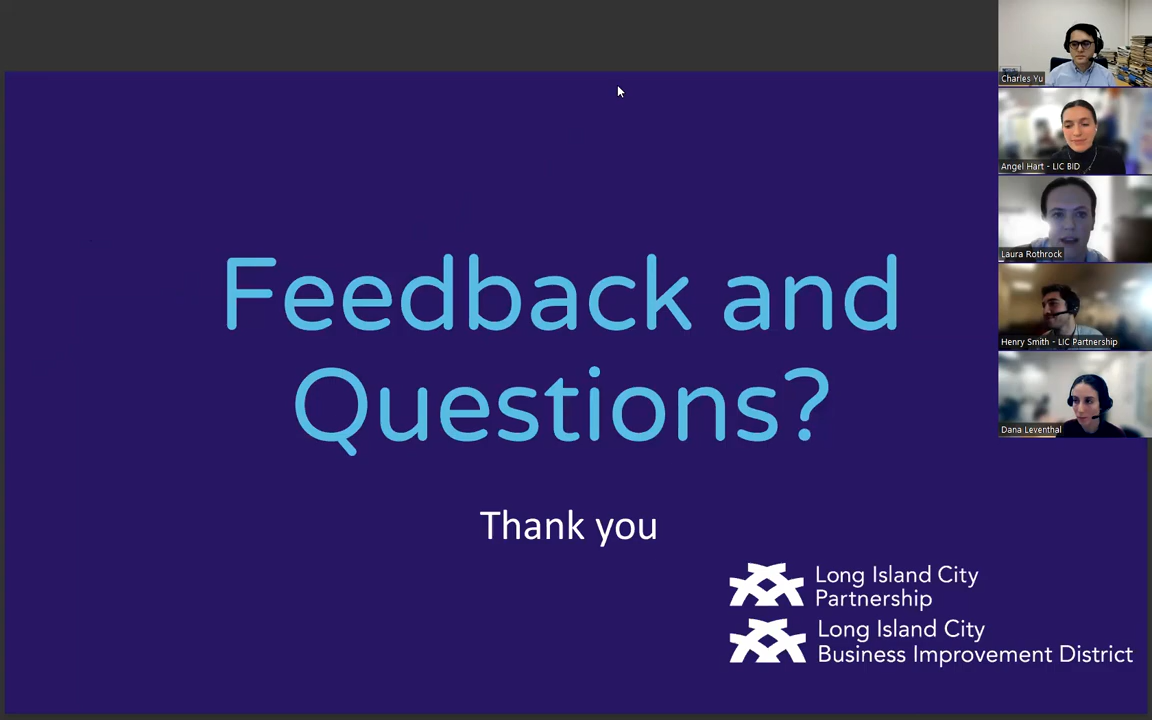 Charles Yu
Angel Hart - LIC BID
Laura Rothrock
Henry Smith - LIC Partnership
Dana Leventhal
Feedback and
Questions?
Thank you
Long Island City
Partnership
Long Island City
Business Improvement District